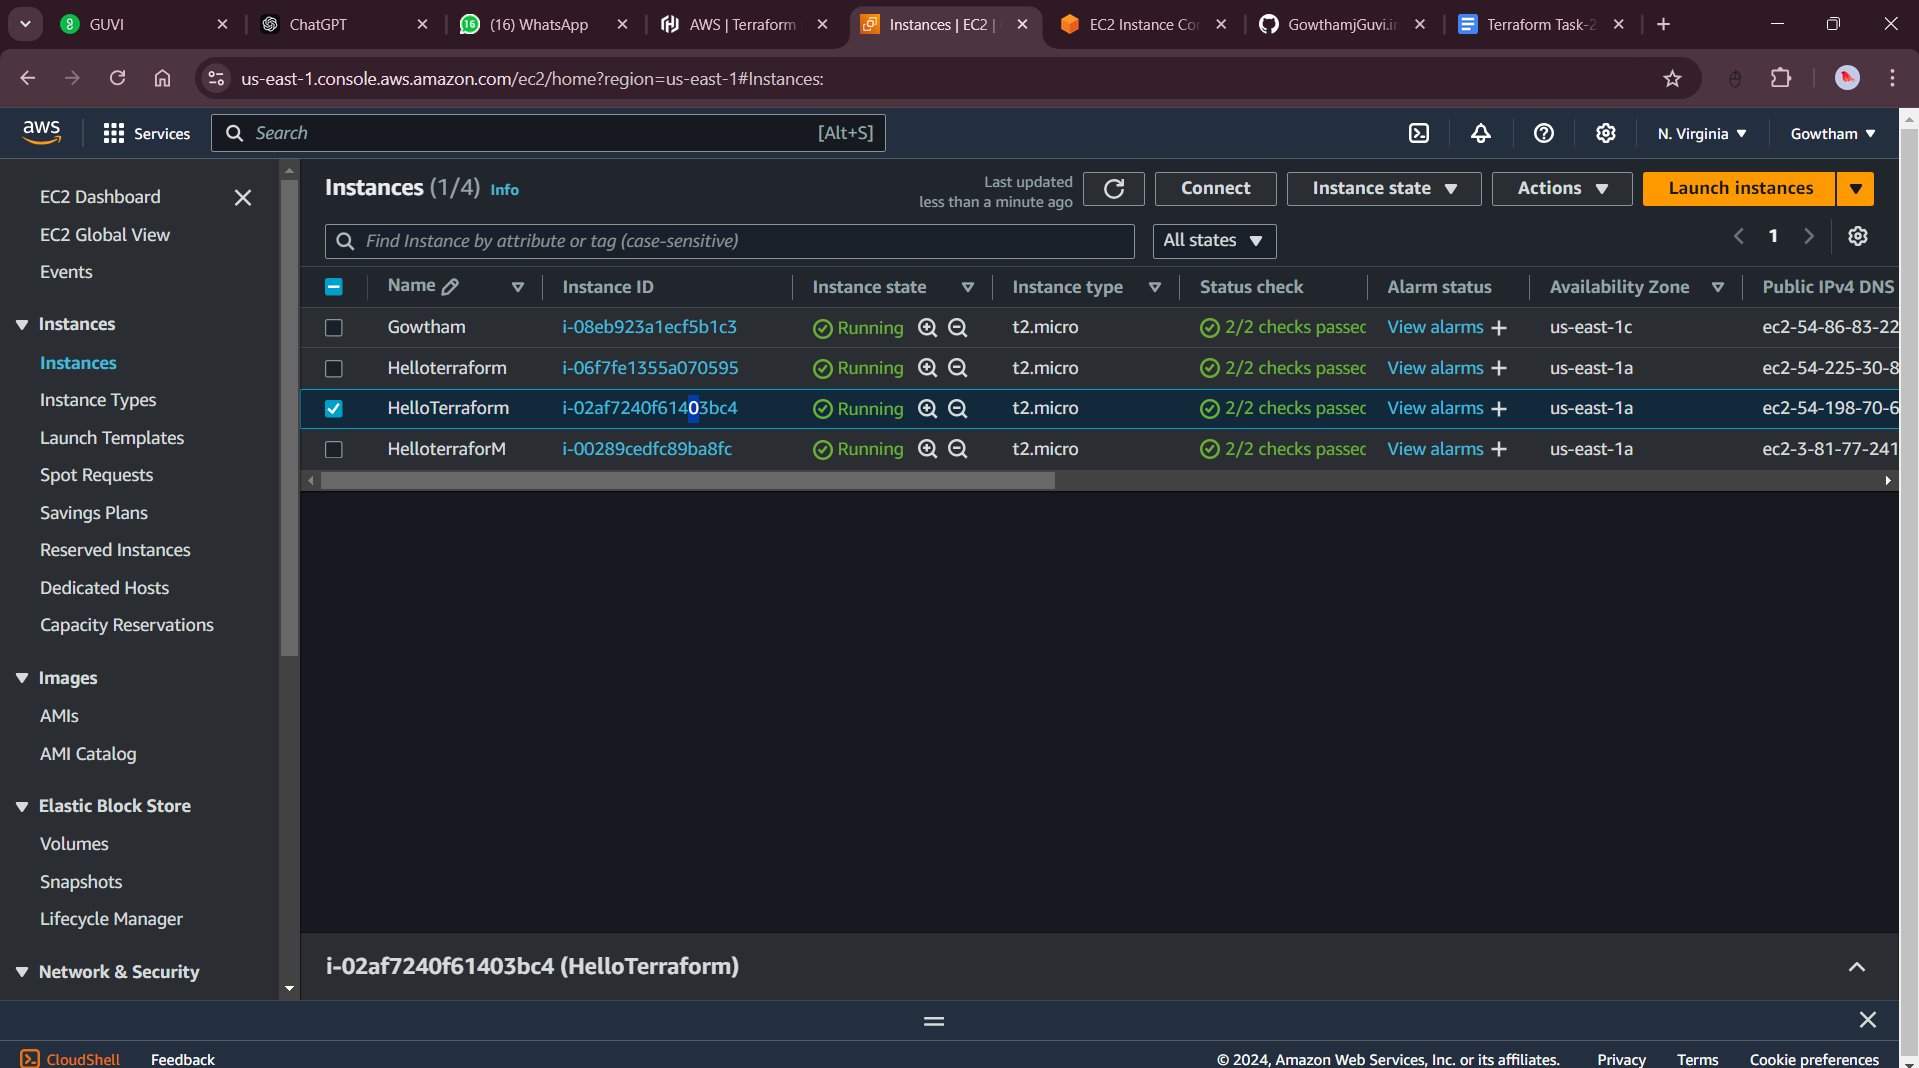 GUVI
ChatGPT
(16) WhatsApp
AWS | Terraform
Instances | EC2 |
EC2 Instance Co
GowthamjGuvi.i
Terraform Task-2
us-east-1.console.aws.amazon.com/ec2/home?region=us-east-1#Instances:
aws
Services
Search
[Alt+S]
N. Virginia
Gowtham
EC2 Dashboard
EC2 Global View
Events
Instances
Instances
Instance Types
Launch Templates
Spot Requests
Savings Plans
Reserved Instances
Dedicated Hosts
Capacity Reservations
Images
AMIs
AMI Catalog
Elastic Block Store
Volumes
Snapshots
Lifecycle Manager
Network & Security
Instances (1/4) Info
Last updated
less than a minute ago
Connect
Instance state
Actions
Launch instances
Find Instance by attribute or tag (case-sensitive)
All states
1
Name Instance ID Instance state Instance type Status check Alarm status Availability Zone Public IPv4 DNS
Gowtham i-08eb923a1ecf5b1c3 Running t2.micro 2/2 checks passec View alarms + us-east-1c ec2-54-86-83-22
Helloterraform i-06f7fe1355a070595 Running t2.micro 2/2 checks passec View alarms + us-east-1a ec2-54-225-30-8
HelloTerraform i-02af7240f61403bc4 Running t2.micro 2/2 checks passec View alarms + us-east-1a ec2-54-198-70-6
HelloterraforM i-00289cedfc89ba8fc Running t2.micro 2/2 checks passec View alarms + us-east-1a ec2-3-81-77-241
i-02af7240f61403bc4 (HelloTerraform)
CloudShell
Feedback
© 2024, Amazon Web Services, Inc. or its affiliates.
Privacy
Terms
Cookie preferences